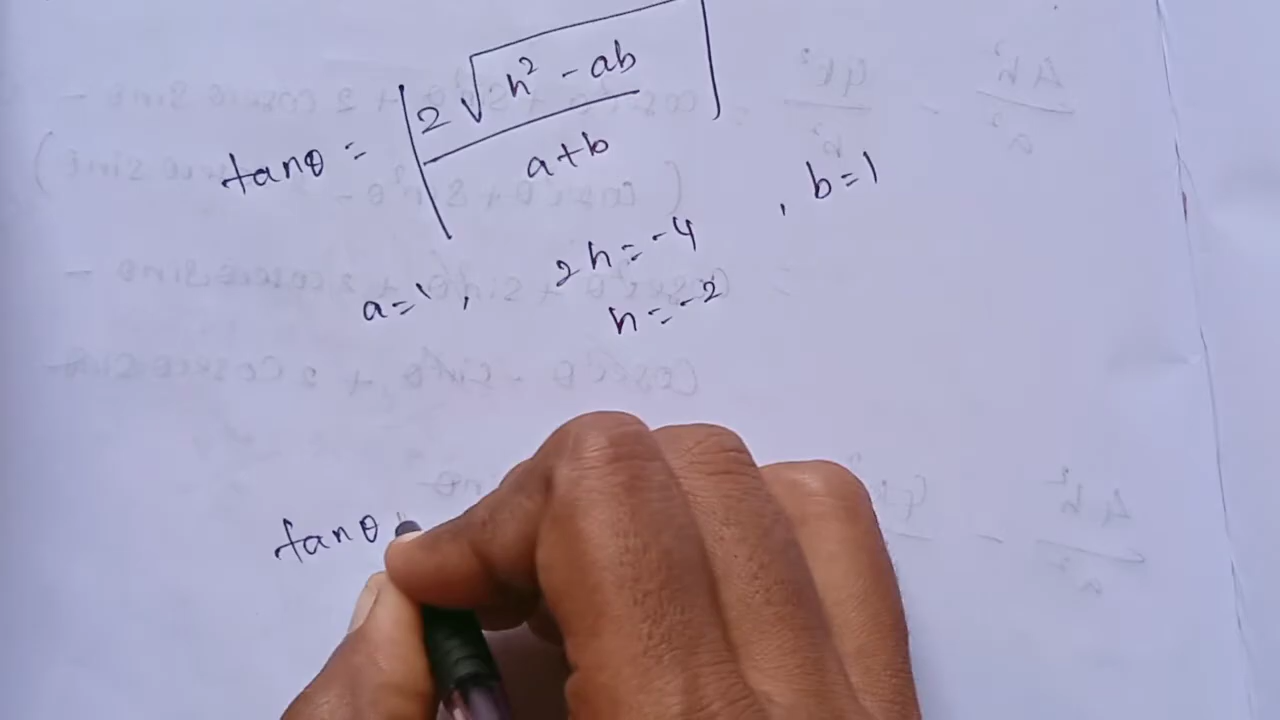 tanθ = | 2√(h² - ab) / a+b |
a=1, 2h=-4, b=1
h=-2
tanθ